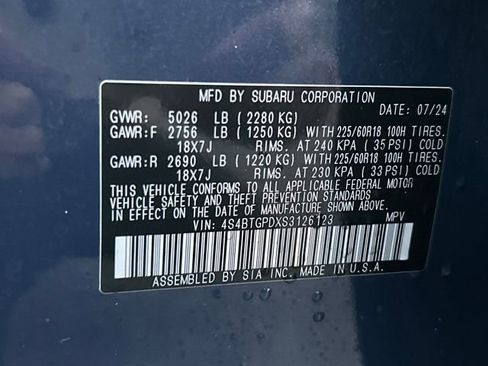 MFD BY SUBARU CORPORATION
DATE: 07/24
GVWR: 5026 LB ( 2280 KG)
GAWR:F 2756 LB ( 1250 KG) WITH 225/60R18 100H TIRES.
18X7J RIMS. AT 240 KPA ( 35 PSI) COLD
GAWR:R 2690 LB ( 1220 KG) WITH 225/60R18 100H TIRES.
18X7J RIMS. AT 230 KPA ( 33 PSI) COLD
THIS VEHICLE CONFORMS TO ALL APPLICABLE FEDERAL MOTOR
VEHICLE SAFETY, BUMPER, AND THEFT PREVENTION STANDARDS
IN EFFECT ON THE DATE OF MANUFACTURE SHOWN ABOVE.
VIN: 4S4BTGPDXS3126123 MPV
ASSEMBLED BY SIA INC. MADE IN U.S.A.